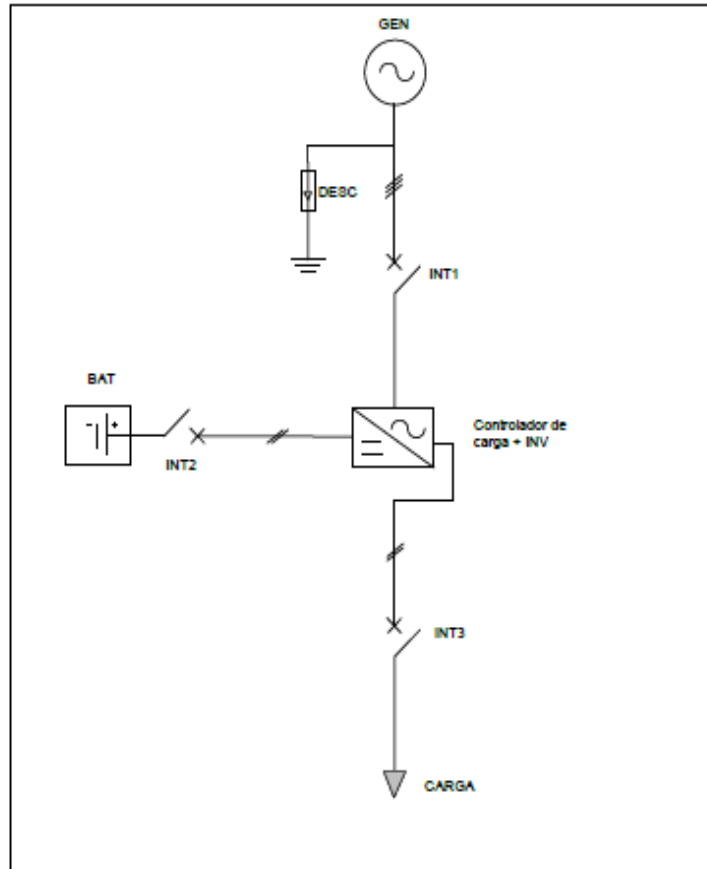 GEN
DESC
INT1
BAT
- +
INT2
Controlador de
carga + INV
INT3
CARGA